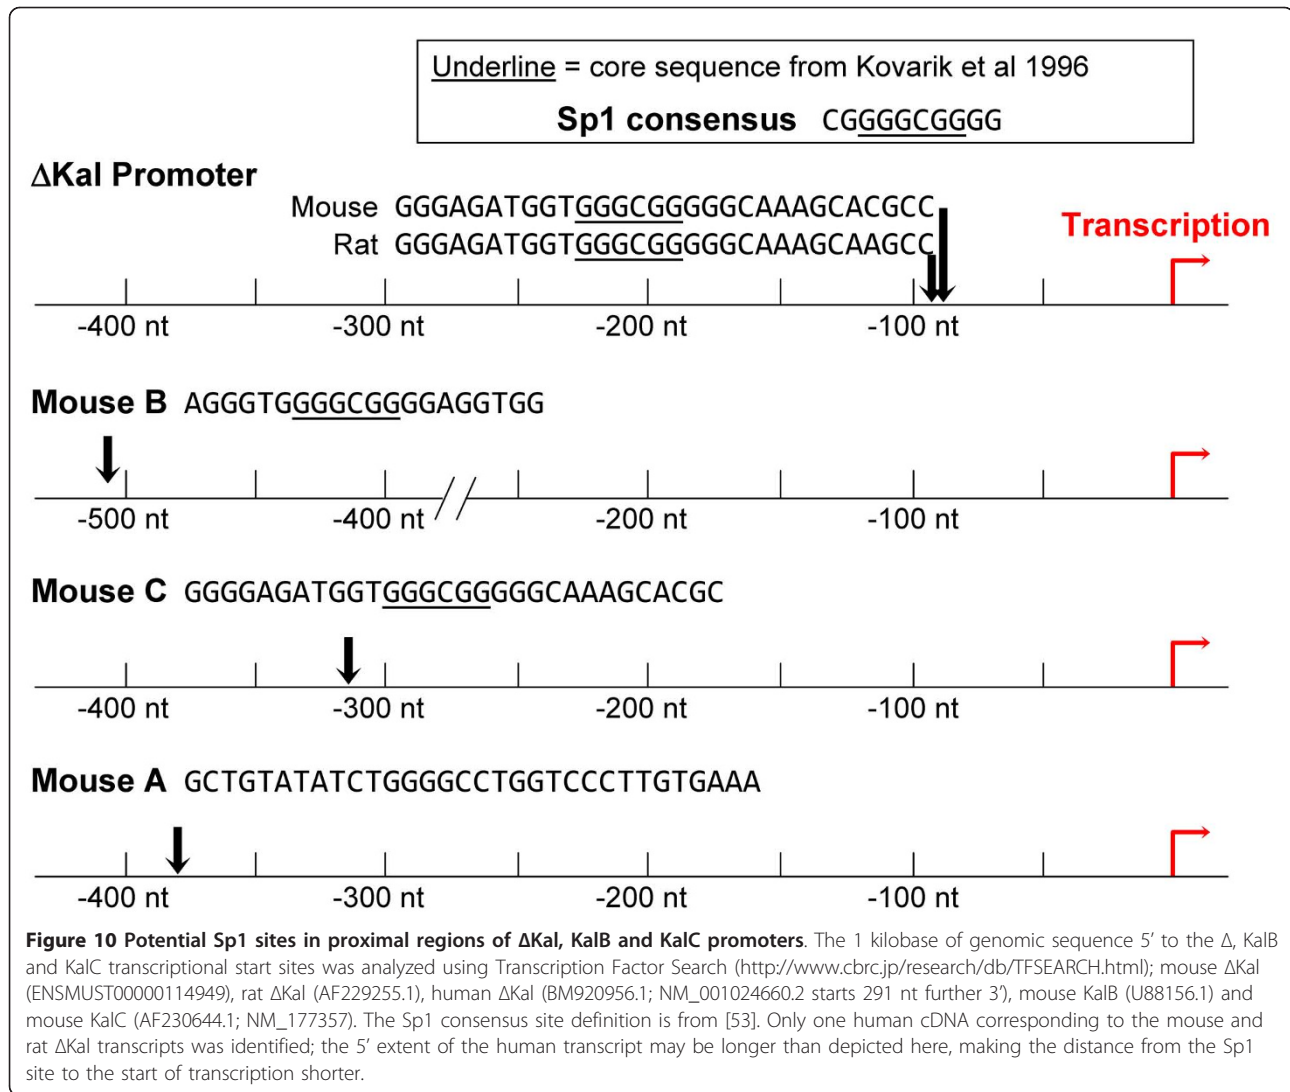 Underline = core sequence from Kovarik et al 1996
Sp1 consensus CGGGGCGGGG
ΔKal Promoter
Mouse GGGAGATGGTGGGCGGGGGCAAAGCACGCC
Rat GGGAGATGGTGGGCGGGGGCAAAGCAAGCC
Transcription
-400 nt -300 nt -200 nt -100 nt
Mouse B AGGGTGGGGCGGGGAGGTGG
-500 nt -400 nt -200 nt -100 nt
Mouse C GGGGAGATGGTGGGCGGGGGCAAAGCACGC
-400 nt -300 nt -200 nt -100 nt
Mouse A GCTGTATATCTGGGGCCTGGTCCCTTGTGAAA
-400 nt -300 nt -200 nt -100 nt
Figure 10 Potential Sp1 sites in proximal regions of ΔKal, KalB and KalC promoters. The 1 kilobase of genomic sequence 5′ to the Δ, KalB
and KalC transcriptional start sites was analyzed using Transcription Factor Search (http://www.cbrc.jp/research/db/TFSEARCH.html); mouse ΔKal
(ENSMUST00000114949), rat ΔKal (AF229255.1), human ΔKal (BM920956.1; NM_001024660.2 starts 291 nt further 3′), mouse KalB (U88156.1) and
mouse KalC (AF230644.1; NM_177357). The Sp1 consensus site definition is from [53]. Only one human cDNA corresponding to the mouse and
rat ΔKal transcripts was identified; the 5′ extent of the human transcript may be longer than depicted here, making the distance from the Sp1
site to the start of transcription shorter.